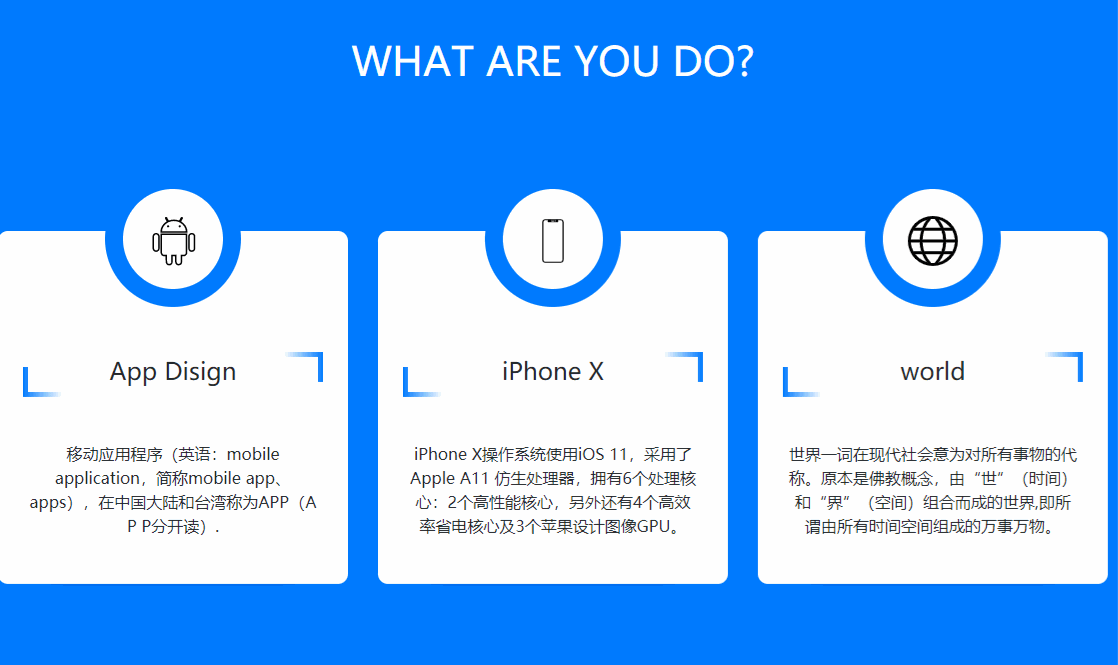 WHAT ARE YOU DO?
App Disign
移动应用程序（英语：mobile
application，简称mobile app、
apps），在中国大陆和台湾称为APP（A
P P分开读）.
iPhone X
iPhone X操作系统使用iOS 11，采用了
Apple A11 仿生处理器，拥有6个处理核
心：2个高性能核心，另外还有4个高效
率省电核心及3个苹果设计图像GPU。
world
世界一词在现代社会意为对所有事物的代
称。原本是佛教概念，由“世”（时间）
和“界”（空间）组合而成的世界,即所
谓由所有时间空间组成的万事万物。